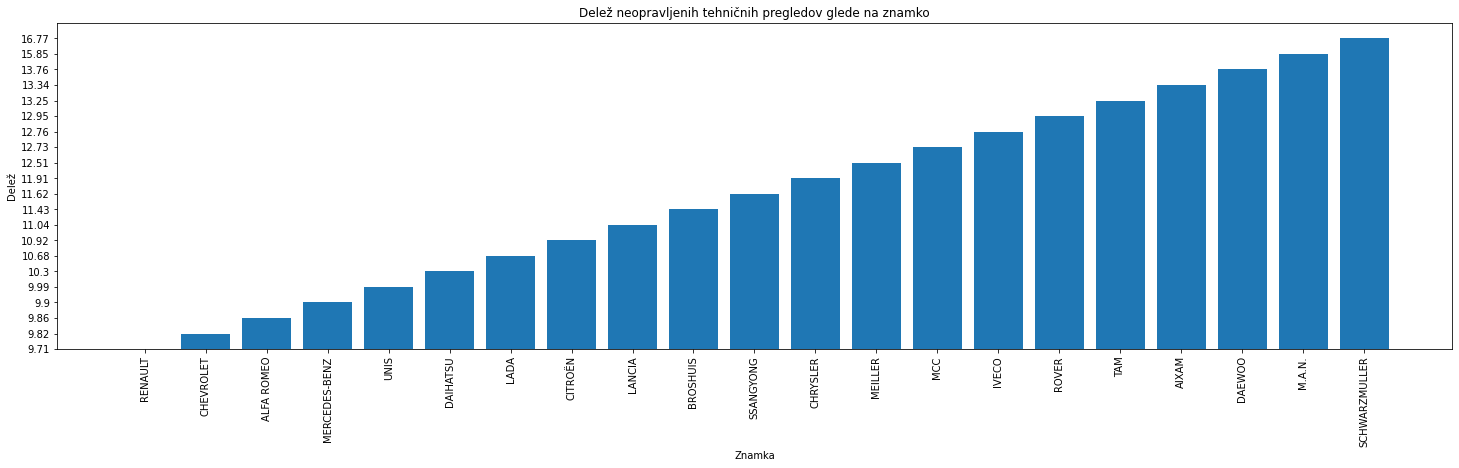 Delež neopravljenih tehničnih pregledov glede na znamko
Delež
16.77
15.85
13.76
13.34
13.25
12.95
12.76
12.73
12.51
11.91
11.62
11.43
11.04
10.92
10.68
10.3
9.99
9.9
9.86
9.82
9.71
RENAULT
CHEVROLET
ALFA ROMEO
MERCEDES-BENZ
UNIS
DAIHATSU
LADA
CITROËN
LANCIA
BROSHUIS
SSANGYONG
CHRYSLER
MEILLER
MCC
IVECO
ROVER
TAM
AIXAM
DAEWOO
M.A.N.
SCHWARZMULLER
Znamka